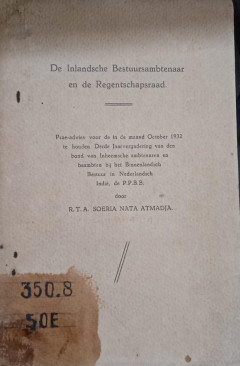 De Inlandsche Bestuursambtenaar
en de Regentschapsraad.
Prae-advies voor de in de maand October 1932
te houden Derde Jaarvergadering van den
bond van Inheemsche ambtenaren en
beambten bij het Binnenlandsch
Bestuur in Nederlandsch
Indië, de P.P.B.B.
door
R. T. A. SOERIA NATA ATMADJA.
350.8
SOE